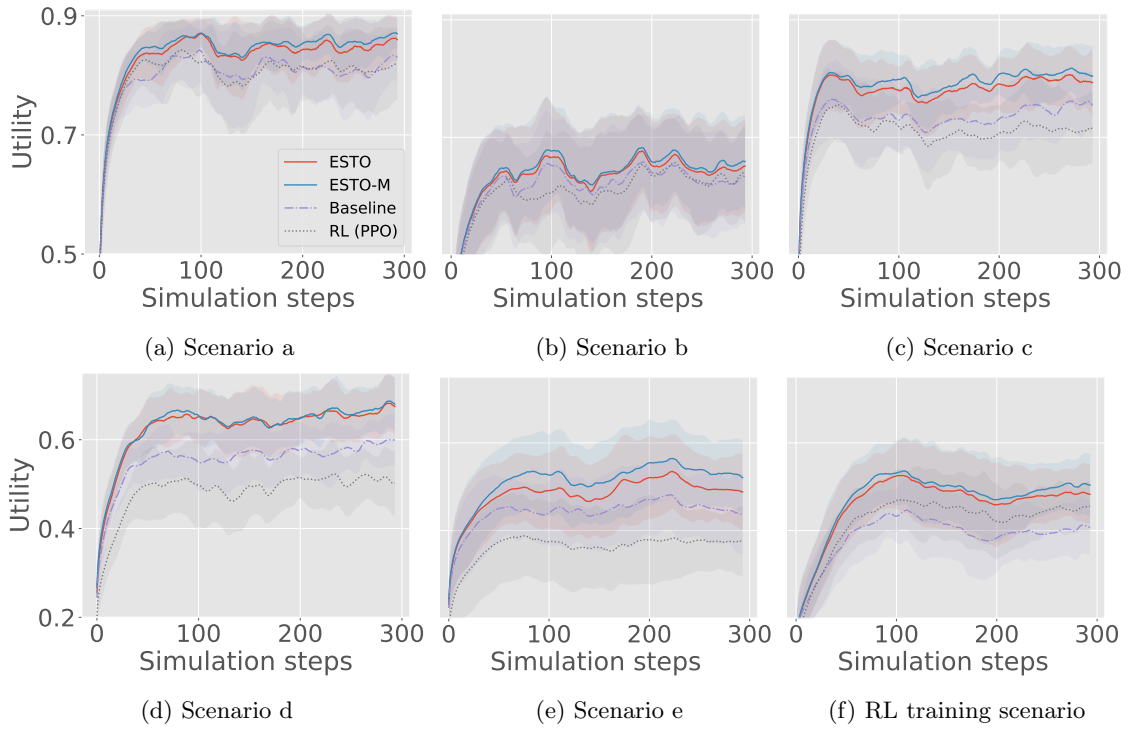 0.9
0.7
0.5
Utility
ESTO
ESTO-M
Baseline
RL (PPO)
0 100 200 300
Simulation steps
0 100 200 300
Simulation steps
0 100 200 300
Simulation steps
(a) Scenario a
(b) Scenario b
(c) Scenario c
0.6
0.4
0.2
Utility
0 100 200 300
Simulation steps
0 100 200 300
Simulation steps
0 100 200 300
Simulation steps
(d) Scenario d
(e) Scenario e
(f) RL training scenario